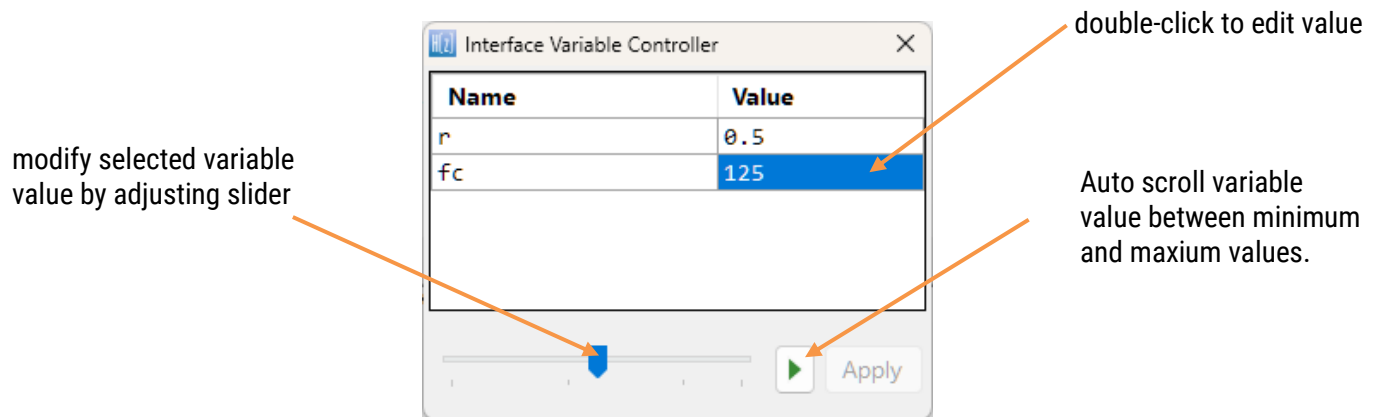 double-click to edit value
H(z) Interface Variable Controller
Name Value
r 0.5
fc 125
modify selected variable
value by adjusting slider
Auto scroll variable
value between minimum
and maxium values.
Apply